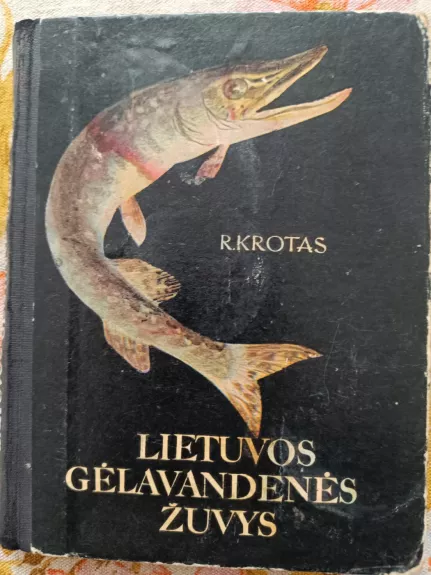 R.KROTAS
LIETUVOS
GĖLAVANDENĖS
ŽUVYS